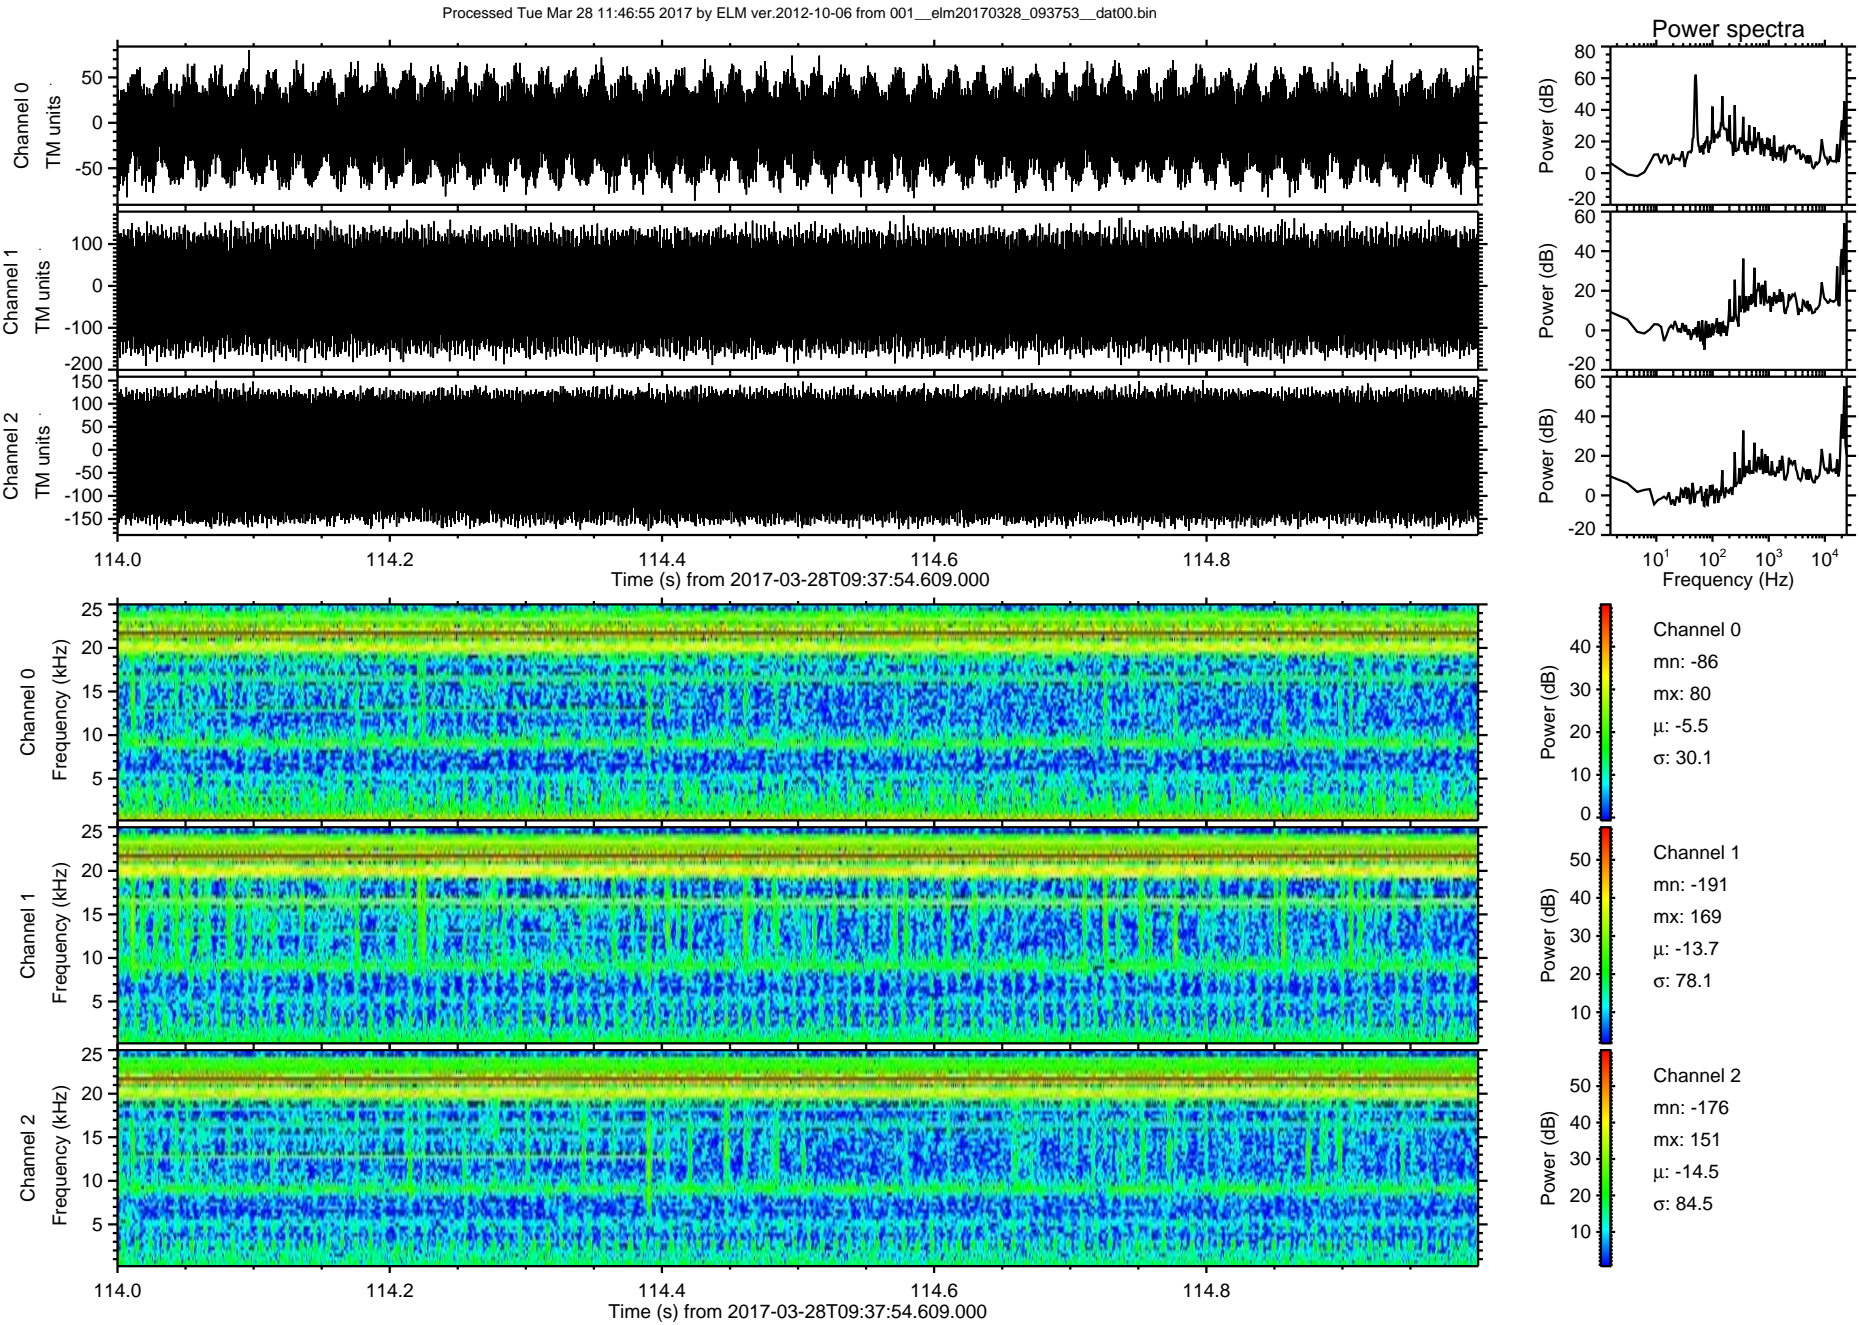 Processed Tue Mar 28 11:46:55 2017 by ELM ver.2012-10-06 from 001__elm20170328_093753__dat00.bin
Power spectra
Channel 0
TM units
50
0
-50
Power (dB)
80
60
40
20
0
-20
Channel 1
TM units
100
0
-100
-200
Power (dB)
60
40
20
0
-20
Channel 2
TM units
150
100
50
0
-50
-100
-150
Power (dB)
60
40
20
0
-20
114.0 114.2 114.4 114.6 114.8
Time (s) from 2017-03-28T09:37:54.609.000
10¹ 10² 10³ 10⁴
Frequency (Hz)
Channel 0
Frequency (kHz)
25
20
15
10
5
Power (dB)
40
30
20
10
0
Channel 0
mn: -86
mx: 80
μ: -5.5
σ: 30.1
Channel 1
Frequency (kHz)
25
20
15
10
5
Power (dB)
50
40
30
20
10
Channel 1
mn: -191
mx: 169
μ: -13.7
σ: 78.1
Channel 2
Frequency (kHz)
25
20
15
10
5
Power (dB)
50
40
30
20
10
Channel 2
mn: -176
mx: 151
μ: -14.5
σ: 84.5
114.0 114.2 114.4 114.6 114.8
Time (s) from 2017-03-28T09:37:54.609.000